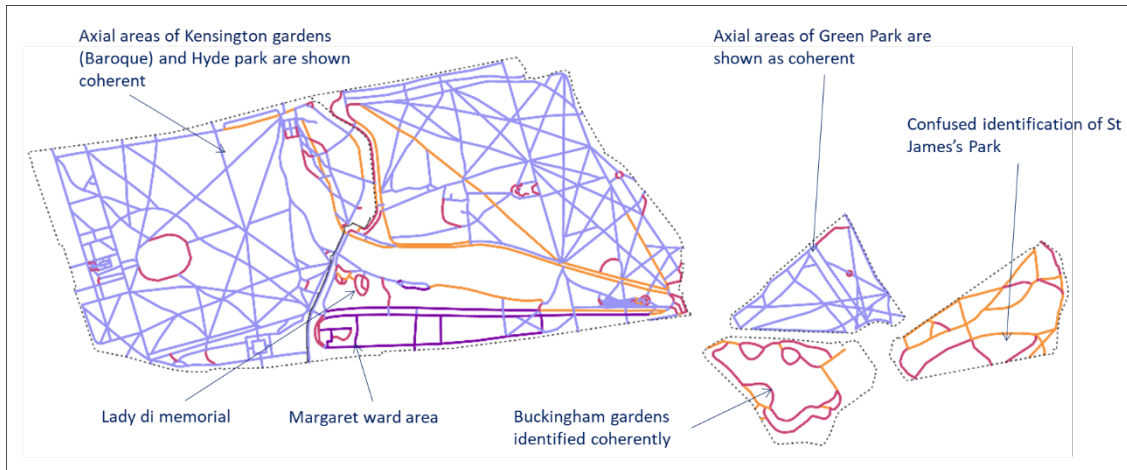 Axial areas of Kensington gardens
(Baroque) and Hyde park are shown
coherent
Axial areas of Green Park are
shown as coherent
Confused identification of St
James's Park
Lady di memorial
Margaret ward area
Buckingham gardens
identified coherently